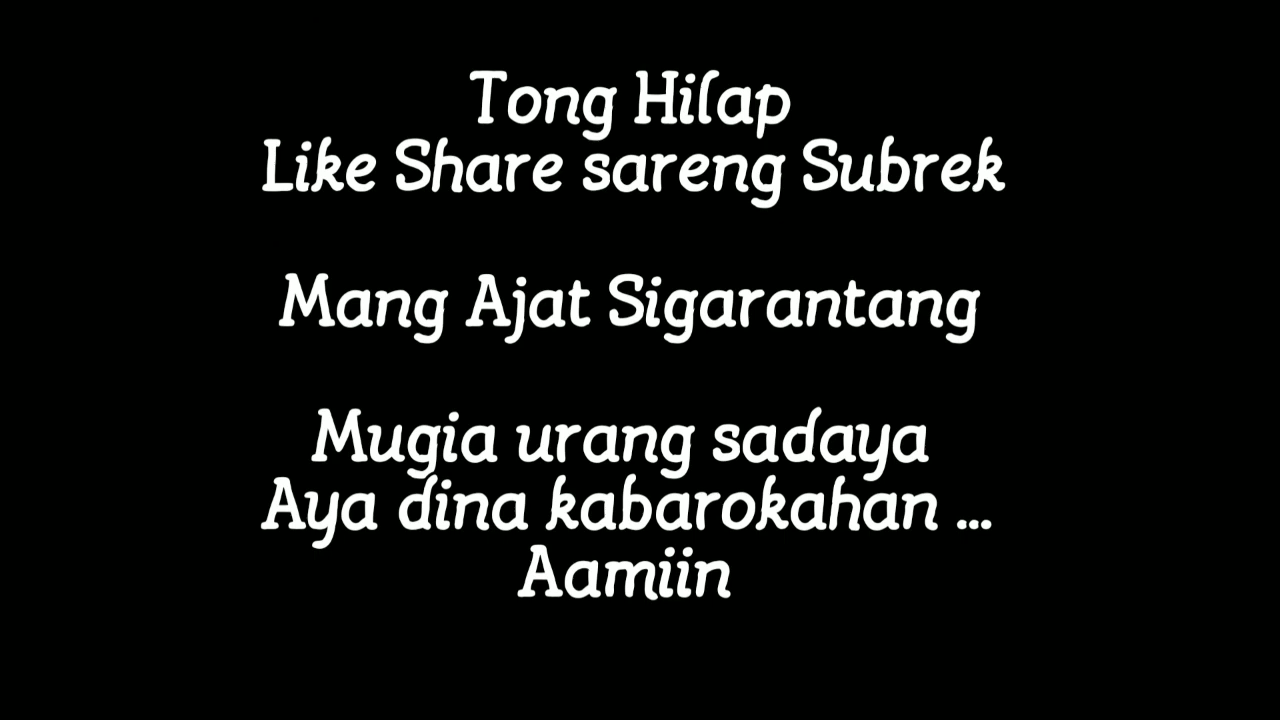 Tong Hilap
Like Share sareng Subrek
Mang Ajat Sigarantang
Mugia urang sadaya
Aya dina kabarokahan ...
Aamiin